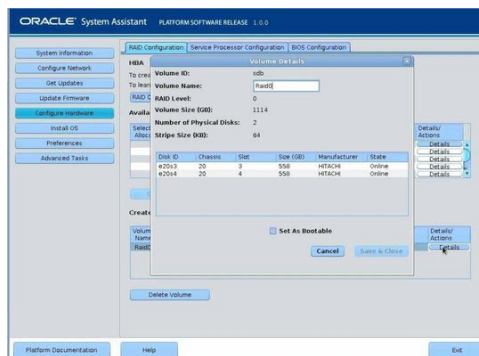 ORACLE System Assistant PLATFORM SOFTWARE RELEASE 1.0.0
System Information
Configure Network
Get Updates
Update Firmware
Configure Hardware
Install OS
Preferences
Advanced Tasks
RAID Configuration Service Processor Configuration BIOS Configuration
HBA
To crea
To lear
RAID C
Availa
Select
Alloc
Details/
Actions
Details
Details
Details
Details
Volume Details
Volume ID: sdb
Volume Name: Raid0
RAID Level: 0
Volume Size (GB): 1114
Number of Physical Disks: 2
Stripe Size (KB): 64
Disk ID Chassis Slot Size (GB) Manufacturer State
e20s3 20 3 558 HITACHI Online
e20s4 20 4 558 HITACHI Online
Set As Bootable
Cancel Save & Close
Create
Volum
Name
Raid0
Details/
Actions
Details
Delete Volume
Platform Documentation Help Exit